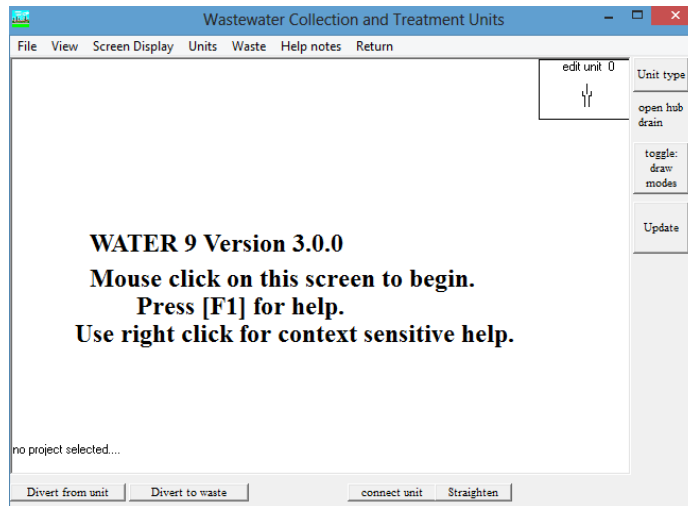 Wastewater Collection and Treatment Units
File View Screen Display Units Waste Help notes Return
edit unit 0
Unit type
open hub
drain
toggle:
draw
modes
Update
WATER 9 Version 3.0.0
Mouse click on this screen to begin.
Press [F1] for help.
Use right click for context sensitive help.
no project selected....
Divert from unit Divert to waste connect unit Straighten